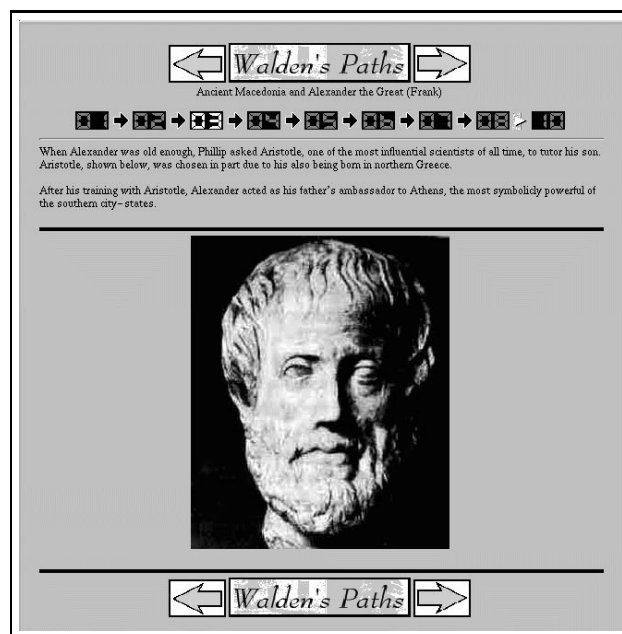 Walden's Paths
Ancient Macedonia and Alexander the Great (Frank)
01 02 03 04 05 06 07 08 10
When Alexander was old enough, Phillip asked Aristotle, one of the most influential scientists of all time, to tutor his son.
Aristotle, shown below, was chosen in part due to his also being born in northern Greece.
After his training with Aristotle, Alexander acted as his father's ambassador to Athens, the most symbolicly powerful of
the southern city-states.
Walden's Paths